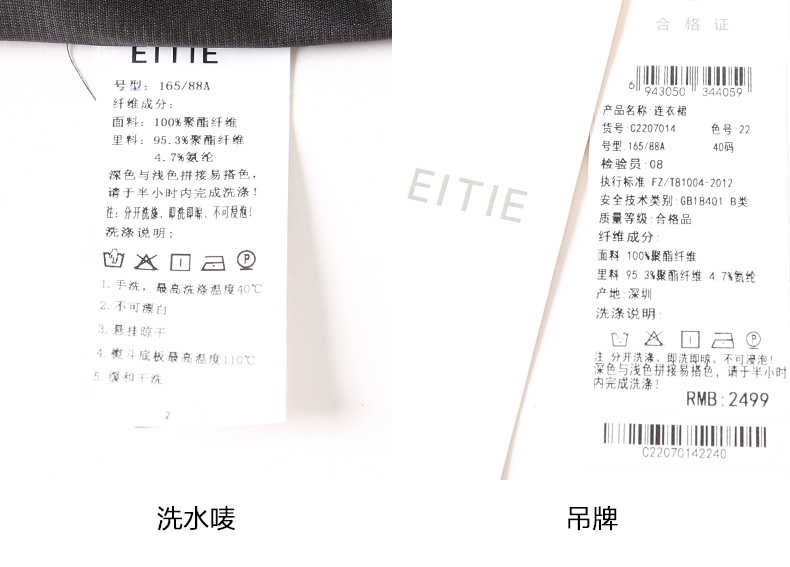 EITIE
号型: 165/88A
纤维成分:
面料: 100%聚酯纤维
里料: 95.3%聚酯纤维
4.7%氨纶
深色与浅色拼接易搭色,
请于半小时内完成洗涤!
注: 分开洗涤、即洗即晾、不可浸泡!
洗涤说明:
P
1. 手洗, 最高洗涤温度40℃
2. 不可漂白
3. 悬挂晾干
4. 熨斗底板最高温度110℃
5. 缓和干洗
2
洗水唛
EITIE
合格证
6 943050 344059
产品名称:连衣裙
货号:C2207014 色号:22
号型:165/88A 40码
检验员:08
执行标准:FZ/T81004-2012
安全技术类别:GB18401 B类
质量等级:合格品
纤维成分:
面料 100%聚酯纤维
里料 95.3%聚酯纤维 4.7%氨纶
产地:深圳
洗涤说明:
P
注 分开洗涤、即洗即晾、不可浸泡!
深色与浅色拼接易搭色, 请于半小时
内完成洗涤!
RMB:2499
C22070142240
吊牌